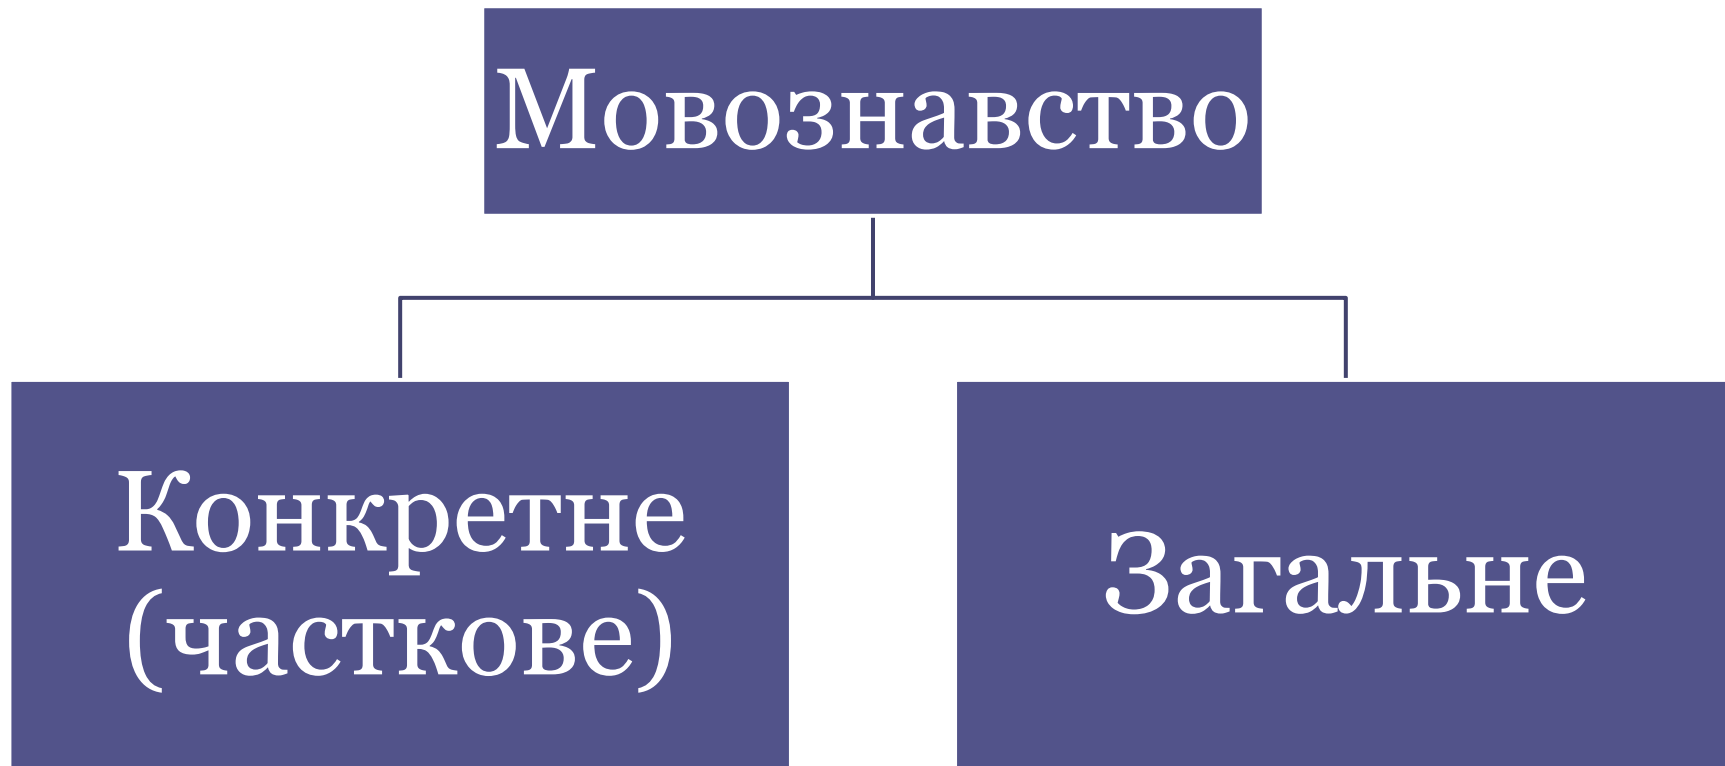 Мовознавство
Конкретне
(часткове)
Загальне